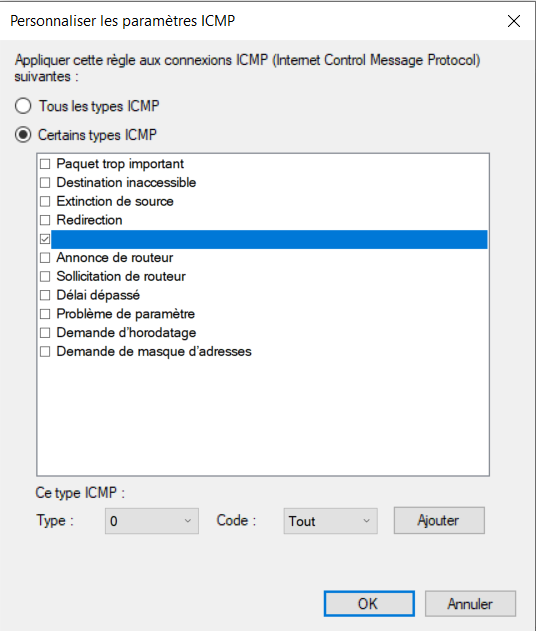 Personnaliser les paramètres ICMP
Appliquer cette règle aux connexions ICMP (Internet Control Message Protocol)
suivantes :
Tous les types ICMP
Certains types ICMP
Paquet trop important
Destination inaccessible
Extinction de source
Redirection
Annonce de routeur
Sollicitation de routeur
Délai dépassé
Problème de paramètre
Demande d'horodatage
Demande de masque d'adresses
Ce type ICMP :
Type : 0 Code : Tout Ajouter
OK Annuler